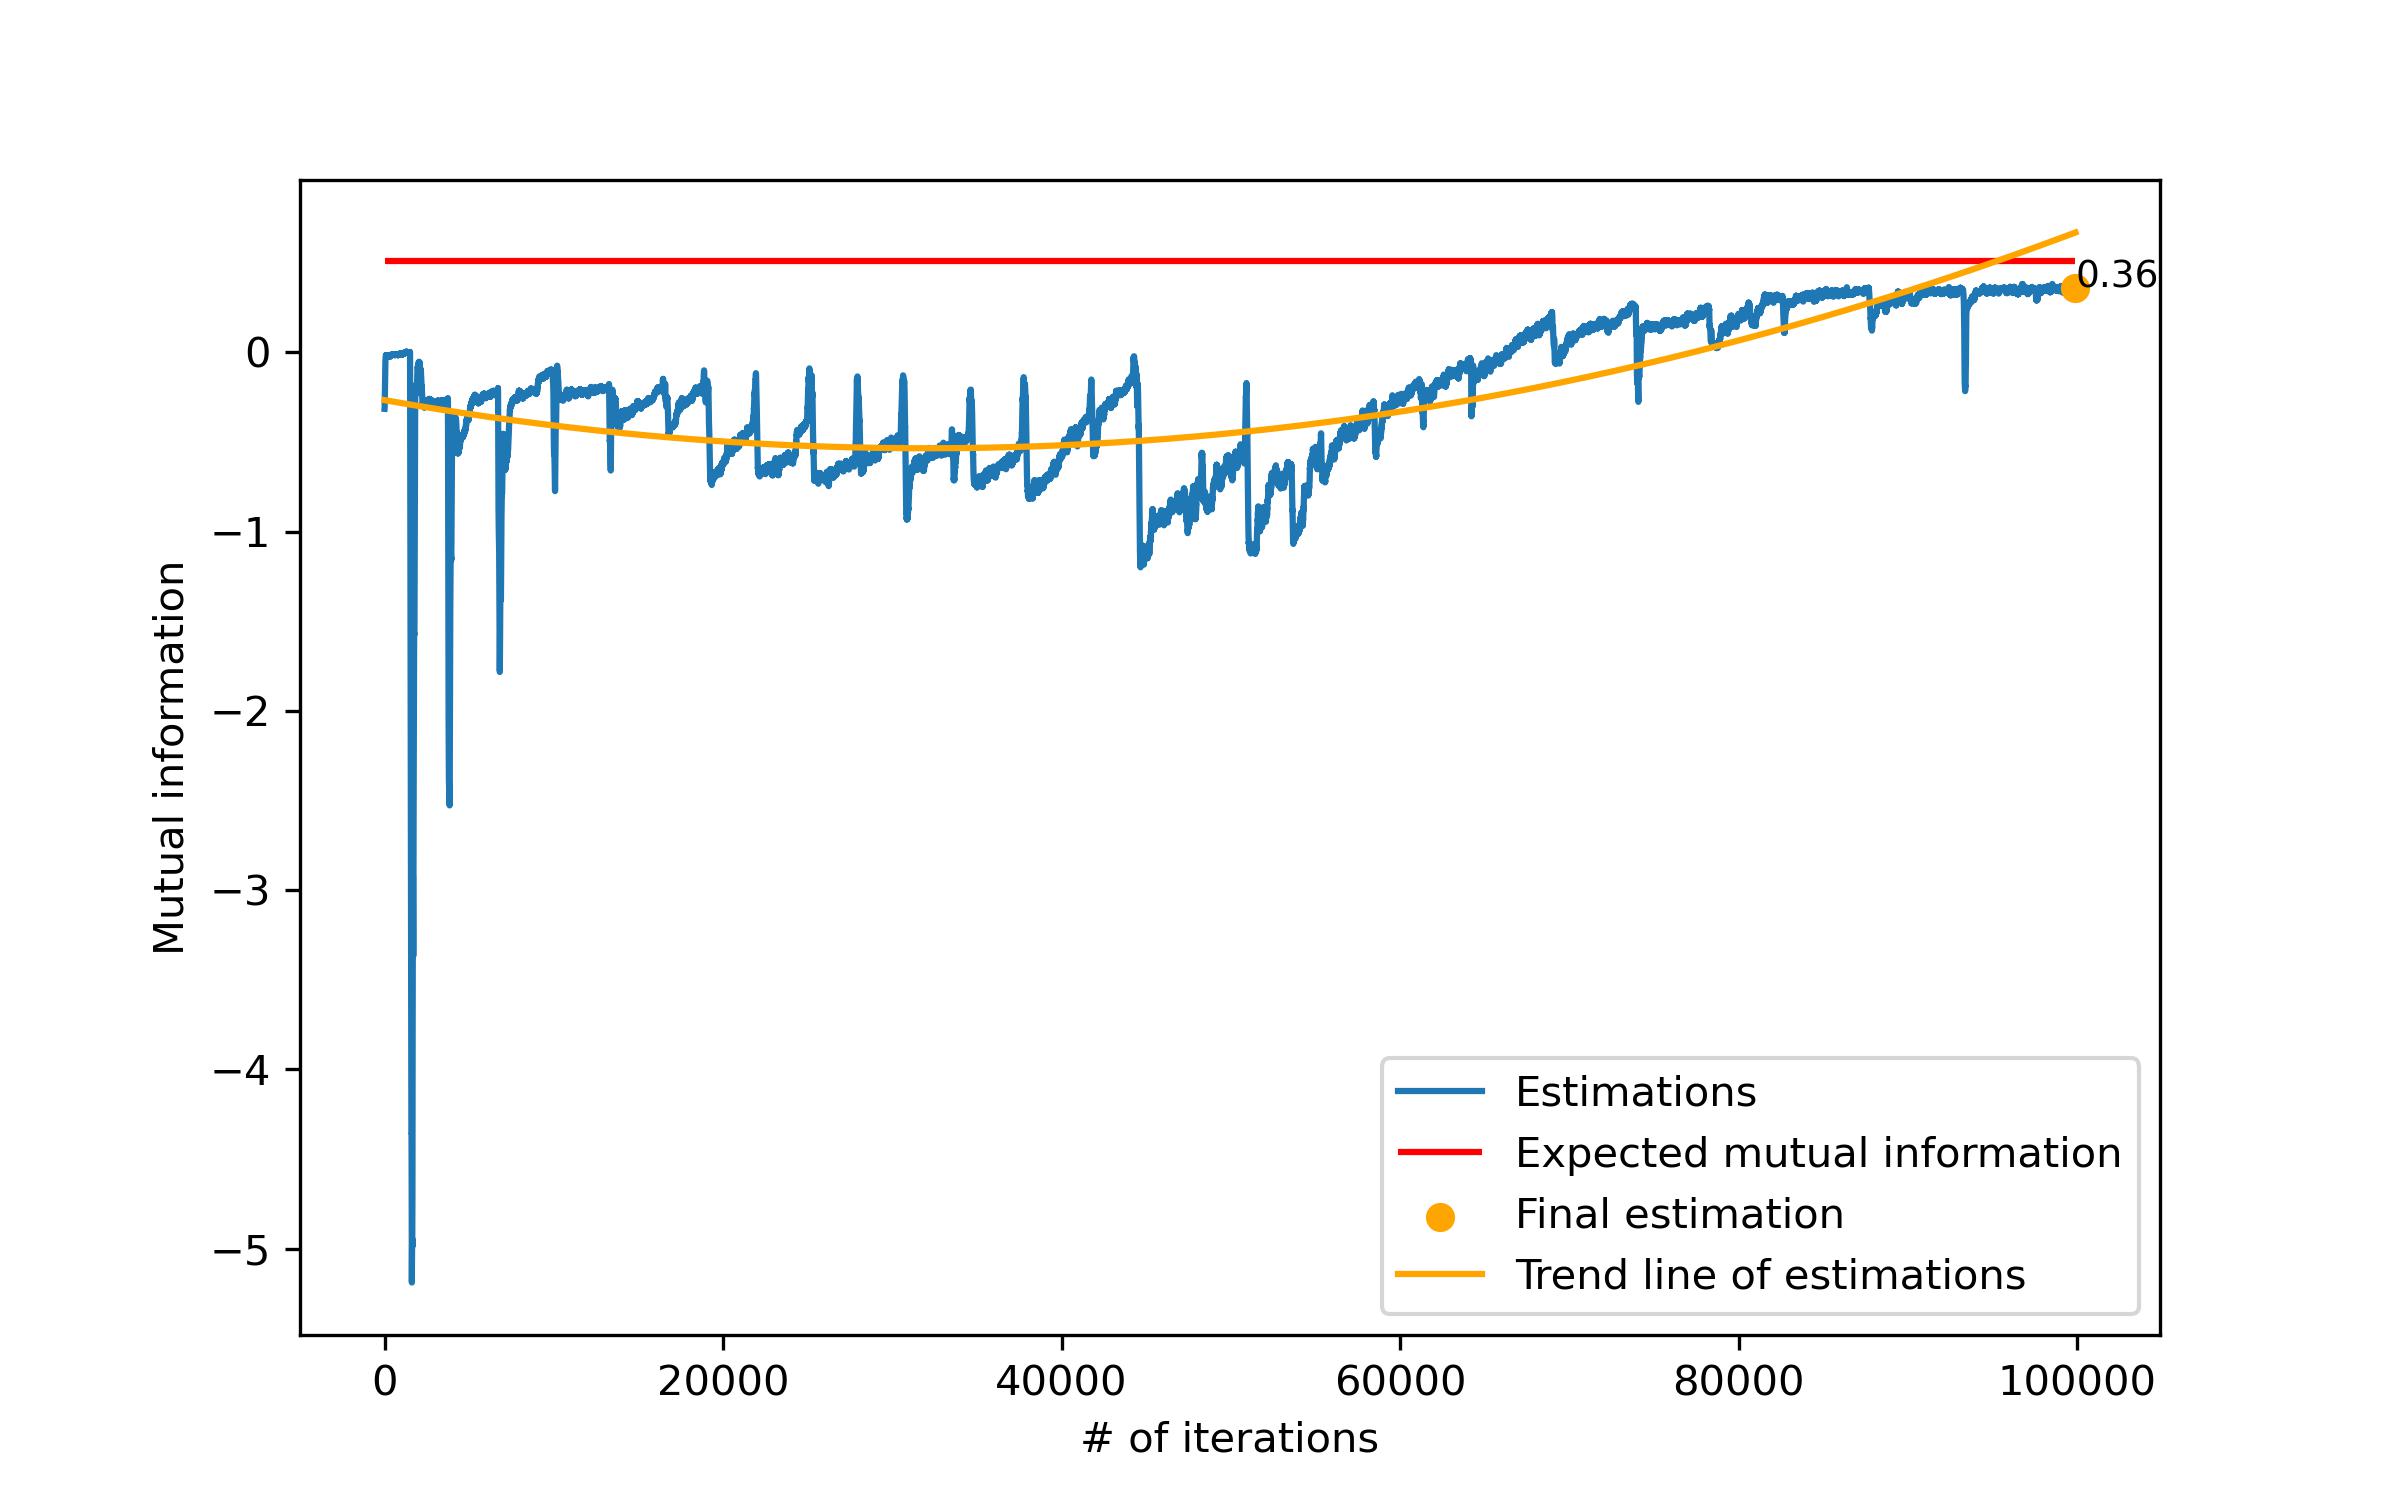 0.36
0
−1
−2
−3
−4
−5
Mutual information
Estimations
Expected mutual information
Final estimation
Trend line of estimations
0 20000 40000 60000 80000 100000
# of iterations